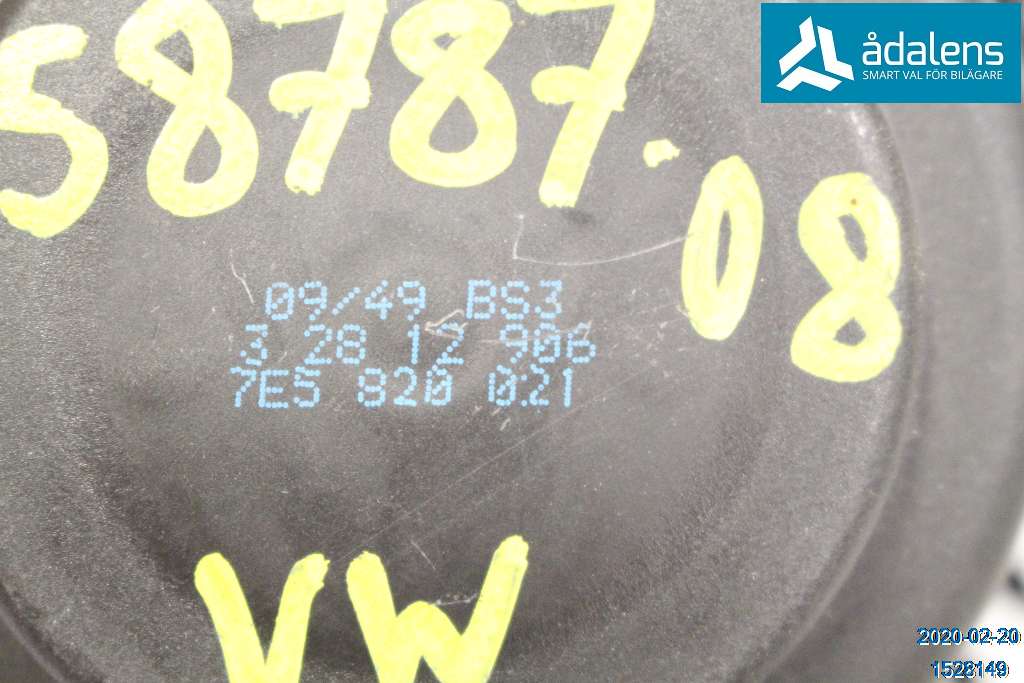 58787.08
ådalens
SMART VAL FÖR BILÄGARE
09/49 BS3
3 28 12 906
7E5 820 021
VW
2020-02-20
1528149